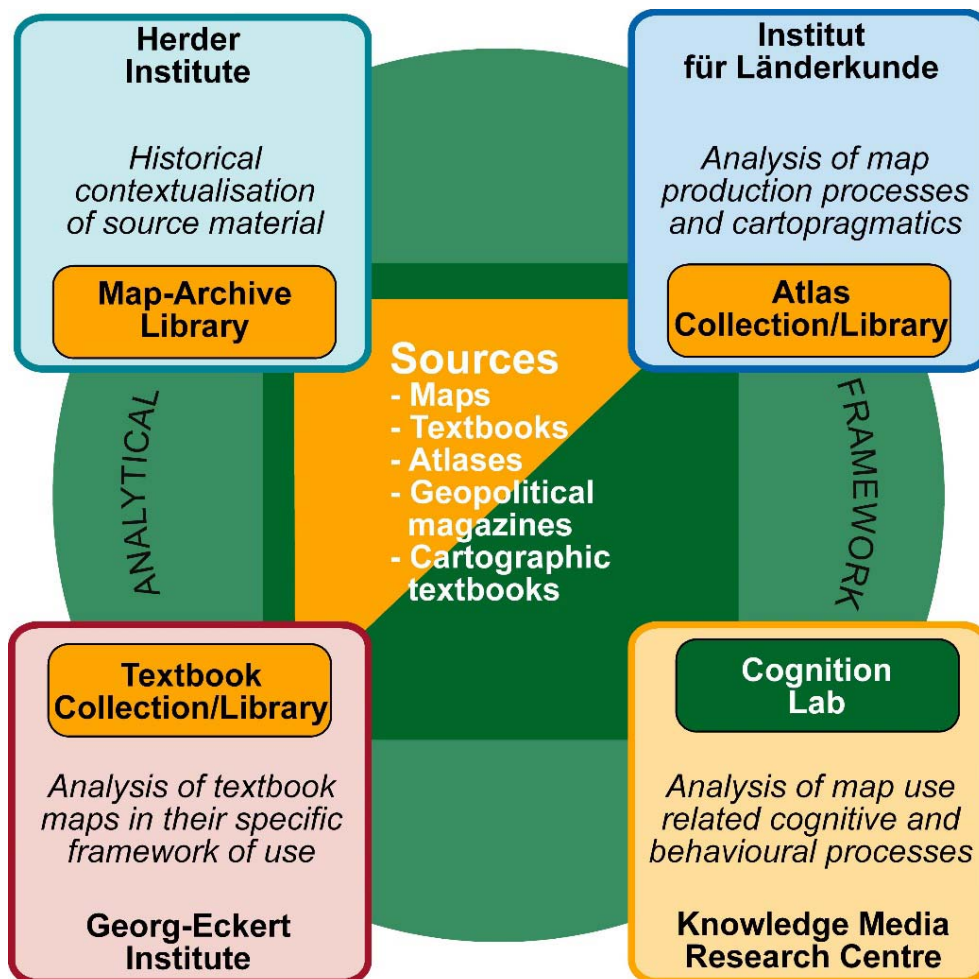 Herder
Institute
Historical
contextualisation
of source material
Map-Archive
Library
Institut
für Länderkunde
Analysis of map
production processes
and cartopragmatics
Atlas
Collection/Library
ANALYTICAL
Sources
- Maps
- Textbooks
- Atlases
- Geopolitical
magazines
- Cartographic
textbooks
FRAMEWORK
Textbook
Collection/Library
Analysis of textbook
maps in their specific
framework of use
Georg-Eckert
Institute
Cognition
Lab
Analysis of map use
related cognitive and
behavioural processes
Knowledge Media
Research Centre